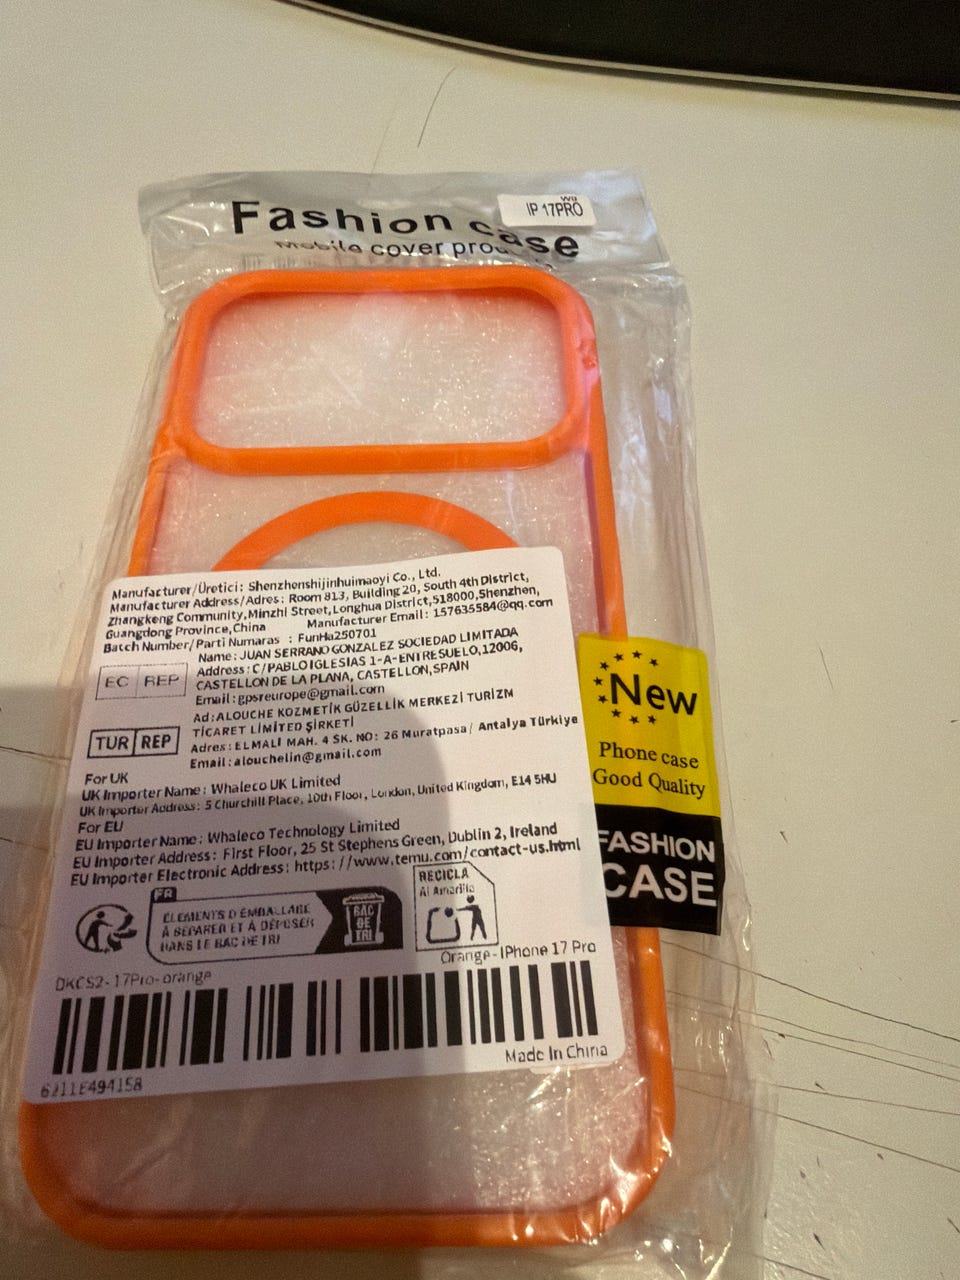 Fashion case
Mobile cover
IP 17PRO
Manufacturer/Üretici: Shenzhenshijinhuimaoyi Co., Ltd.
Manufacturer Address/Adres: Room 813, Building 20, South 4th District,
Zhangkeng Community,Minzhi Street,Longhua District,518000,Shenzhen,
Guangdong Province,China Manufacturer Email: 157635584@qq.com
Batch Number/Parti Numaras : FunHa250701
EC REP
Name: JUAN SERRANO GONZALEZ SOCIEDAD LIMITADA
Address: C/PABLO IGLESIAS 1-A-ENTRESUELO,12006,
CASTELLON DE LA PLANA, CASTELLON,SPAIN
Email:gpsreurope@gmail.com
TUR REP
Ad:ALOUCHE KOZMETİK GÜZELLİK MERKEZİ TURİZM
TİCARET LİMİTED ŞİRKETİ
Adres:ELMALI MAH. 4 SK. NO: 26 Muratpasa/ Antalya Türkiye
Email:alouchelin@gmail.com
For UK
UK Importer Name: Whaleco UK Limited
UK Importer Address: 5 Churchill Place, 10th Floor, London, United Kingdom, E14 5HU
For EU
EU Importer Name: Whaleco Technology Limited
EU Importer Address: First Floor, 25 St Stephens Green, Dublin 2, Ireland
EU Importer Electronic Address: https://www.temu.com/contact-us.html
FR
ÉLÉMENTS D'ÉMBALLAGE
À SÉPARER ET À DÉPOSER
DANS LE BAC DE TRI
BAC
DE
TRI
RECICLA
Al Amarillo
Orange-IPhone 17 Pro
DKCS2-17Pro-orange
Made In China
6211E494158
New
Phone case
Good Quality
FASHION
CASE